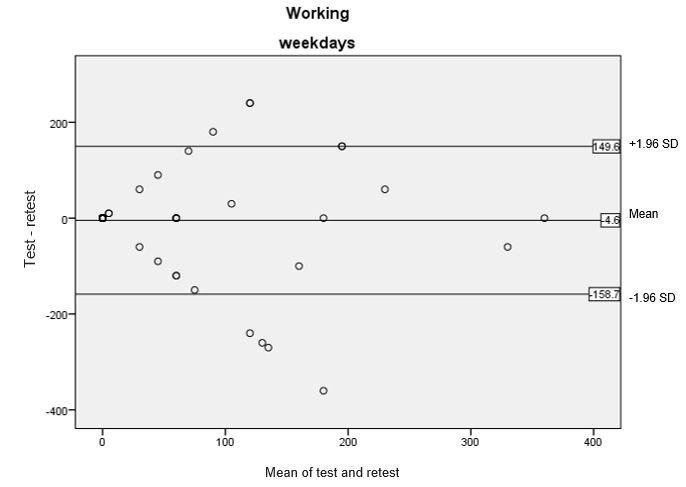 Working
weekdays
Test - retest
200
0
-200
-400
149.6
+1.96 SD
-4.6
Mean
-158.7
-1.96 SD
0
100
200
300
400
Mean of test and retest